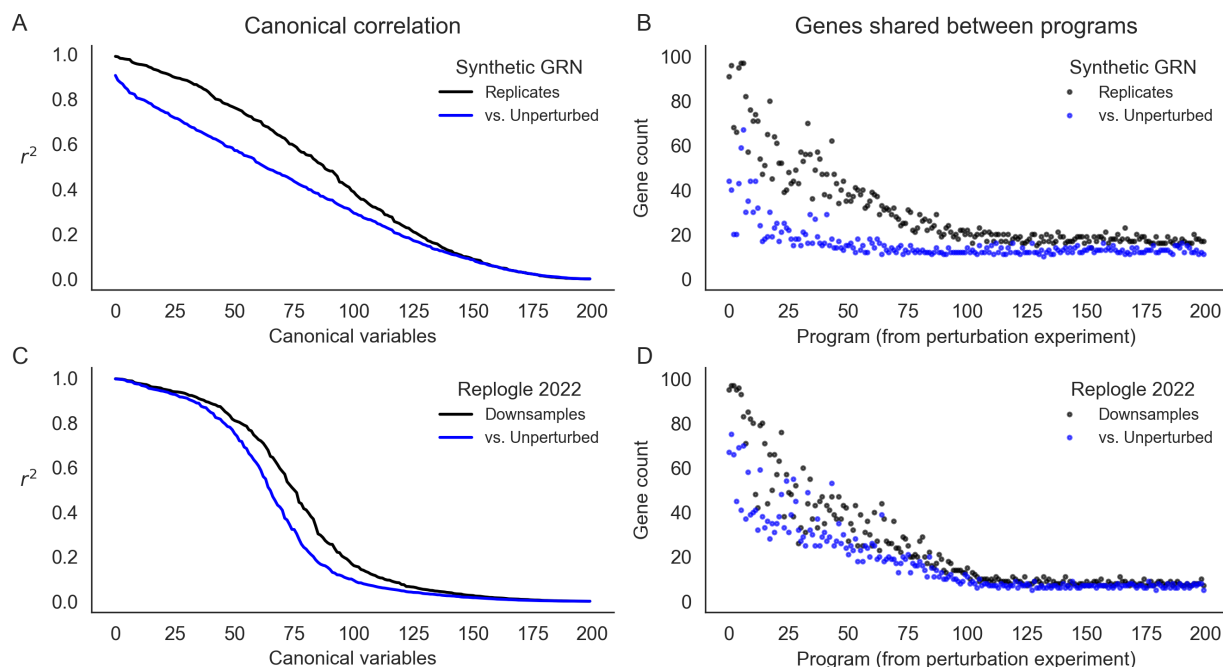 A
Canonical correlation
1.0
0.8
0.6
0.4
0.2
0.0
r²
Synthetic GRN
Replicates
vs. Unperturbed
0 25 50 75 100 125 150 175 200
Canonical variables
B
Genes shared between programs
100
80
60
40
20
0
Gene count
Synthetic GRN
Replicates
vs. Unperturbed
0 25 50 75 100 125 150 175 200
Program (from perturbation experiment)
C
1.0
0.8
0.6
0.4
0.2
0.0
r²
Replogle 2022
Downsamples
vs. Unperturbed
0 25 50 75 100 125 150 175 200
Canonical variables
D
100
80
60
40
20
0
Gene count
Replogle 2022
Downsamples
vs. Unperturbed
0 25 50 75 100 125 150 175 200
Program (from perturbation experiment)